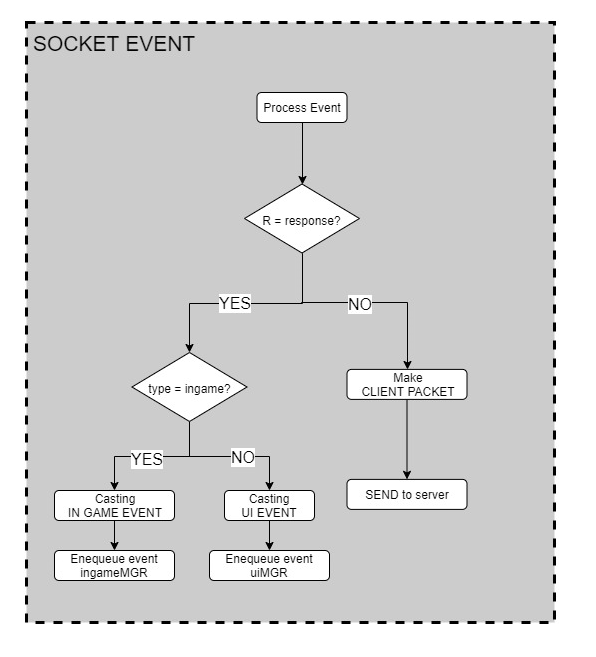 SOCKET EVENT
Process Event
R = response?
YES
NO
type = ingame?
Make
CLIENT PACKET
YES
NO
Casting
IN GAME EVENT
Casting
UI EVENT
SEND to server
Enequeue event
ingameMGR
Enequeue event
uiMGR